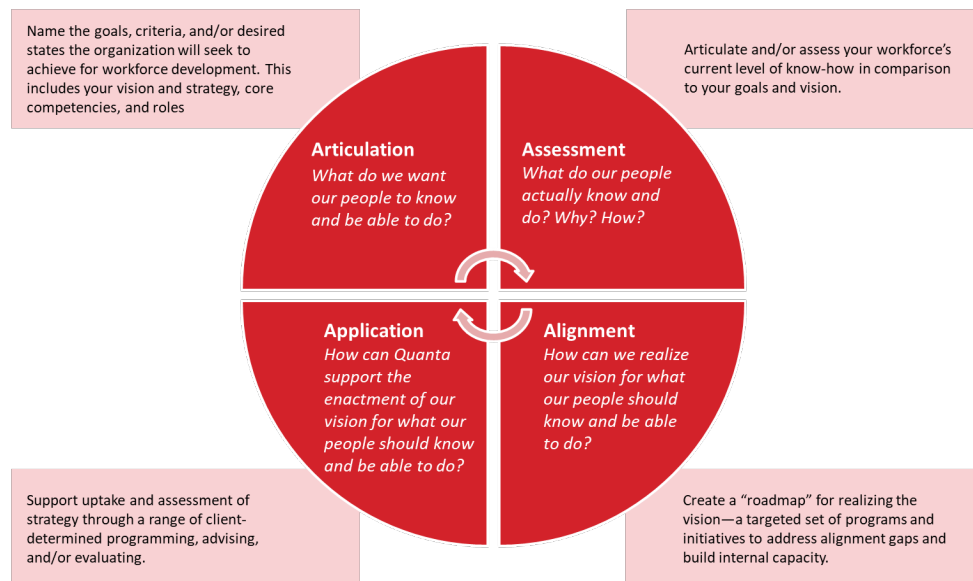 Name the goals, criteria, and/or desired
states the organization will seek to
achieve for workforce development. This
includes your vision and strategy, core
competencies, and roles
Articulate and/or assess your workforce’s
current level of know-how in comparison
to your goals and vision.
Articulation
What do we want
our people to know
and be able to do?
Assessment
What do our people
actually know and
do? Why? How?
Application
How can Quanta
support the
enactment of our
vision for what our
people should know
and be able to do?
Alignment
How can we realize
our vision for what
our people should
know and be able
to do?
Support uptake and assessment of
strategy through a range of client-
determined programming, advising,
and/or evaluating.
Create a “roadmap” for realizing the
vision—a targeted set of programs and
initiatives to address alignment gaps and
build internal capacity.